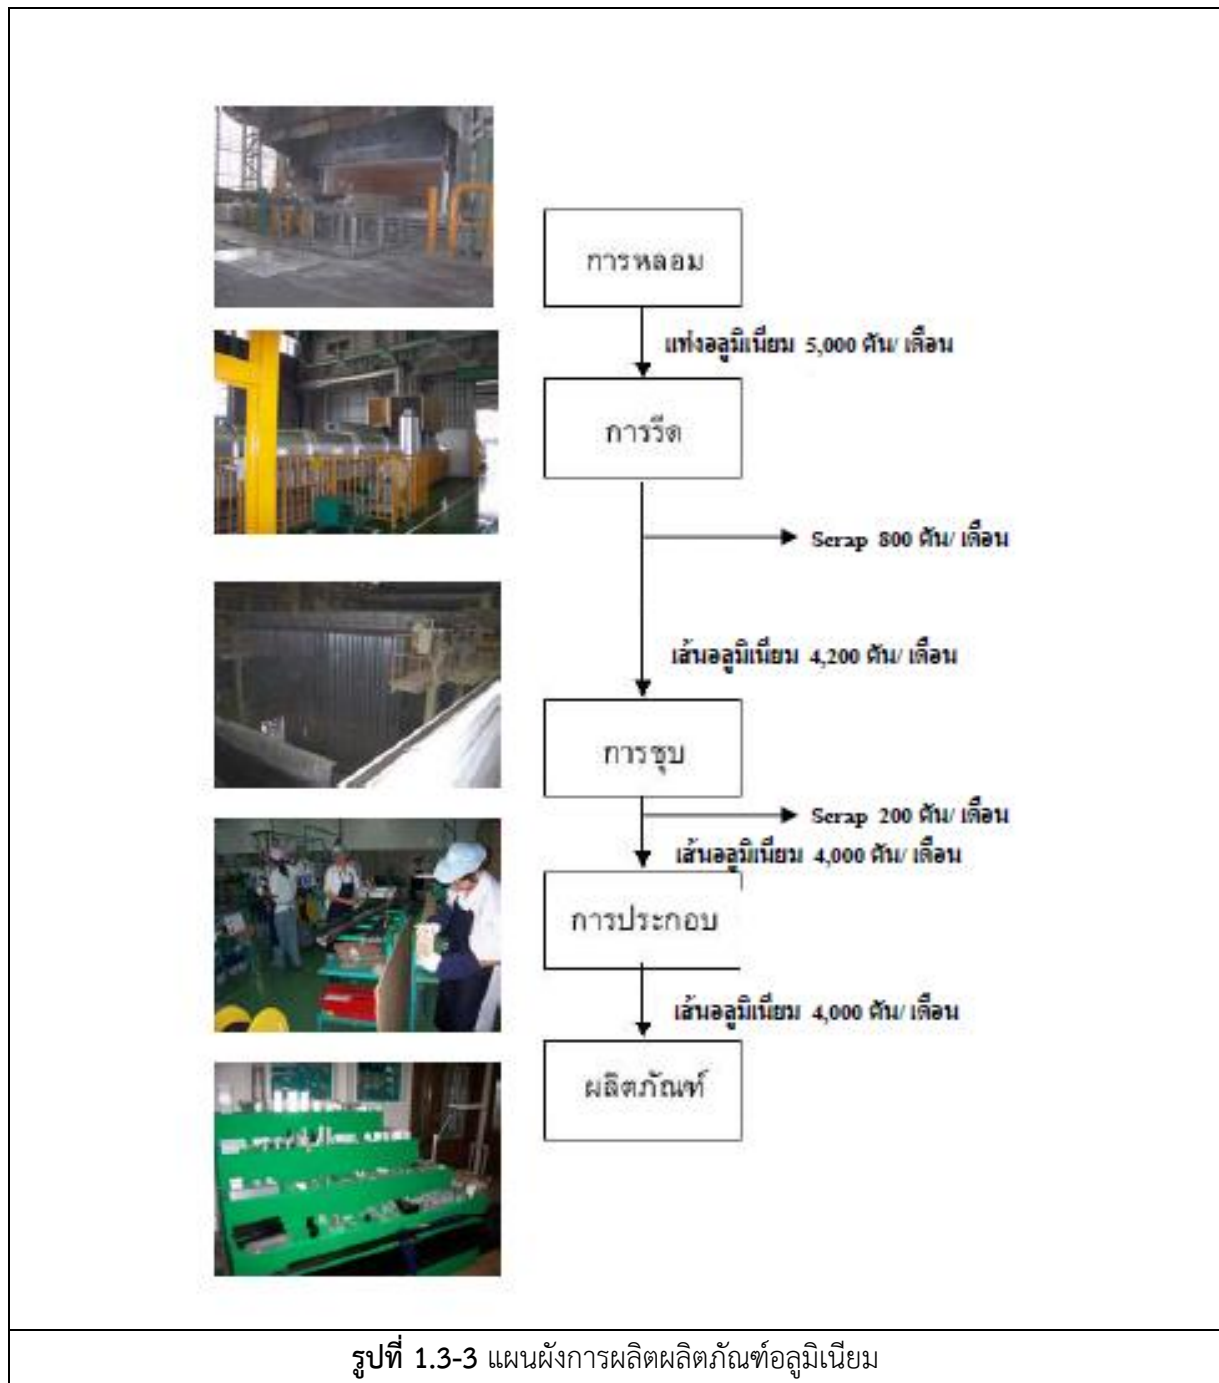 การหลอม
แท่งอลูมิเนียม 5,000 ตัน/ เดือน
การรีด
Scrap 800 ตัน/ เดือน
เส้นอลูมิเนียม 4,200 ตัน/ เดือน
การชุบ
Scrap 200 ตัน/ เดือน
เส้นอลูมิเนียม 4,000 ตัน/ เดือน
การประกอบ
เส้นอลูมิเนียม 4,000 ตัน/ เดือน
ผลิตภัณฑ์
รูปที่ 1.3-3 แผนผังการผลิตผลิตภัณฑ์อลูมิเนียม